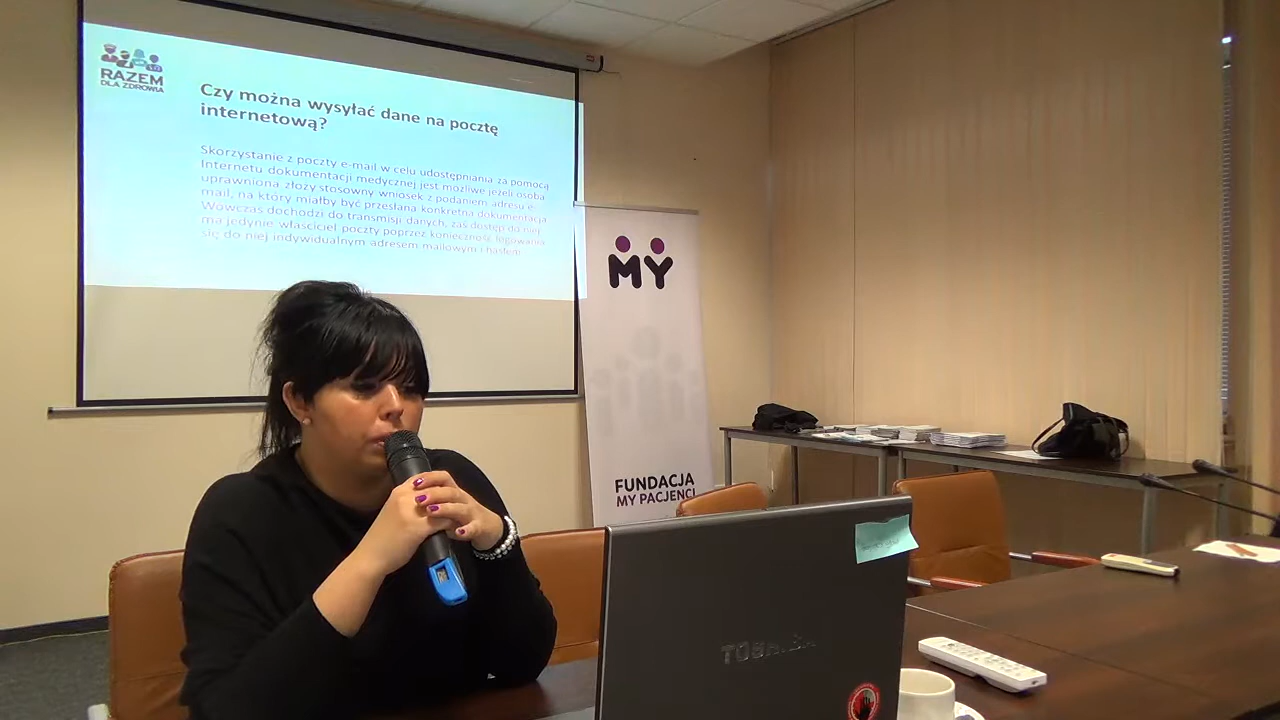 RAZEM
DLA ZDROWIA
Czy można wysyłać dane na pocztę
internetową?
Skorzystanie z poczty e-mail w celu udostępniania za pomocą
Internetu dokumentacji medycznej jest możliwe jeżeli osoba
uprawniona złoży stosowny wniosek z podaniem adresu e-
mail, na który miałby być przesłana konkretna dokumentacja.
Wówczas dochodzi do transmisji danych, zaś dostęp do niej
ma jedynie właściciel poczty poprzez konieczność logowania
się do niej indywidualnym adresem mailowym i hasłem
MY
FUNDACJA
MY PACJENCI
TOSHIBA